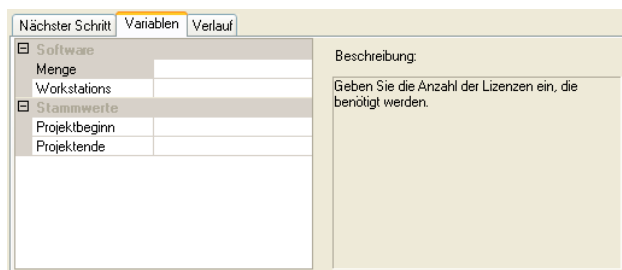 Nächster Schritt Variablen Verlauf
Software
Menge
Workstations
Stammwerte
Projektbeginn
Projektende
Beschreibung:
Geben Sie die Anzahl der Lizenzen ein, die
benötigt werden.